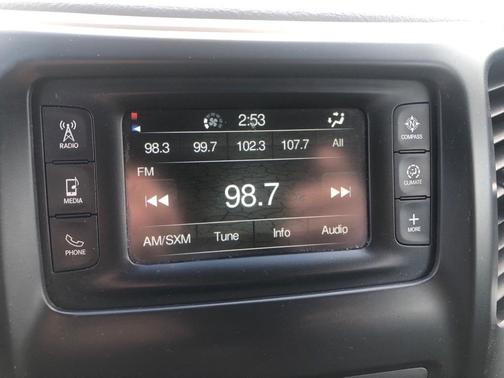 2:53
98.3 99.7 102.3 107.7 All
FM
98.7
AM/SXM Tune Info Audio
RADIO
MEDIA
PHONE
N
COMPASS
CLIMATE
+
MORE